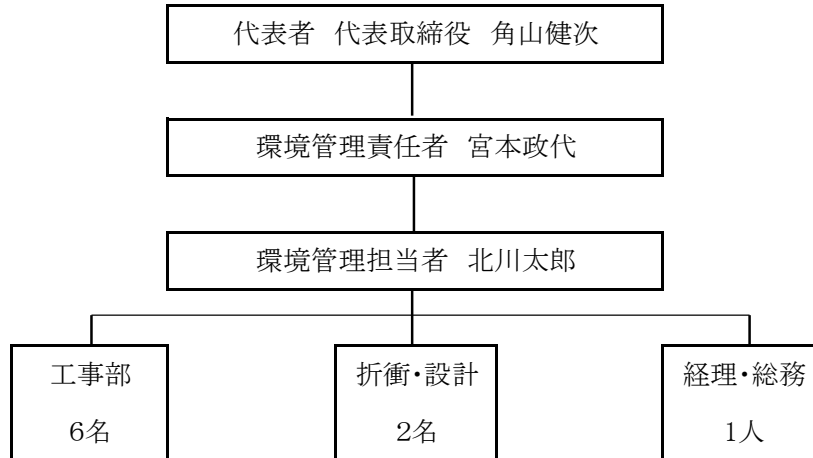 代表者 代表取締役 角山健次
環境管理責任者 宮本政代
環境管理担当者 北川太郎
工事部
6名
折衝・設計
2名
経理・総務
1人